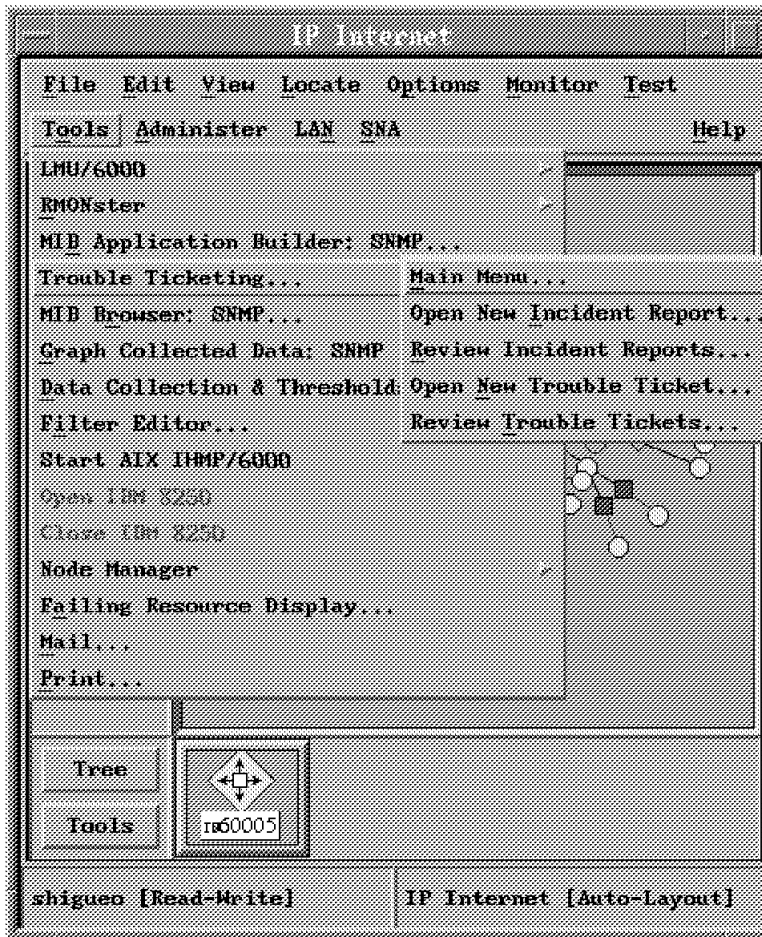 IP Internet
File Edit View Locate Options Monitor Test
Tools Administer LAN SNA Help
LMU/6000
RMONster
MIB Application Builder: SNMP...
Trouble Ticketing... Main Menu...
MIB Browser: SNMP... Open New Incident Report...
Graph Collected Data: SNMP Review Incident Reports...
Data Collection & Threshold Open New Trouble Ticket...
Filter Editor... Review Trouble Tickets...
Start AIX IHMP/6000
Open IBM 8250
Close IBM 8250
Node Manager
Failing Resource Display...
Mail...
Print...
Tree
Tools
60005
shigueo [Read-Write] IP Internet [Auto-Layout]